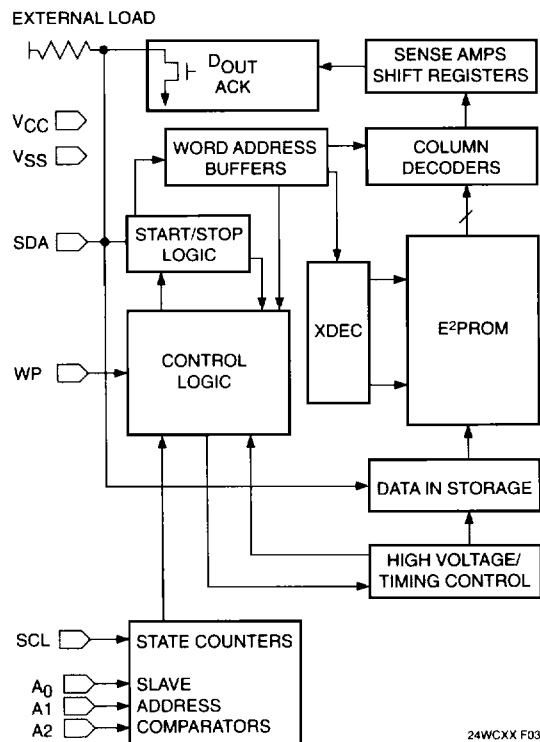 EXTERNAL LOAD
DOUT
ACK
SENSE AMPS
SHIFT REGISTERS
VCC
VSS
WORD ADDRESS
BUFFERS
COLUMN
DECODERS
SDA
START/STOP
LOGIC
XDEC
E²PROM
WP
CONTROL
LOGIC
DATA IN STORAGE
HIGH VOLTAGE/
TIMING CONTROL
SCL
STATE COUNTERS
A0
SLAVE
A1
ADDRESS
A2
COMPARATORS
24WCXX F03